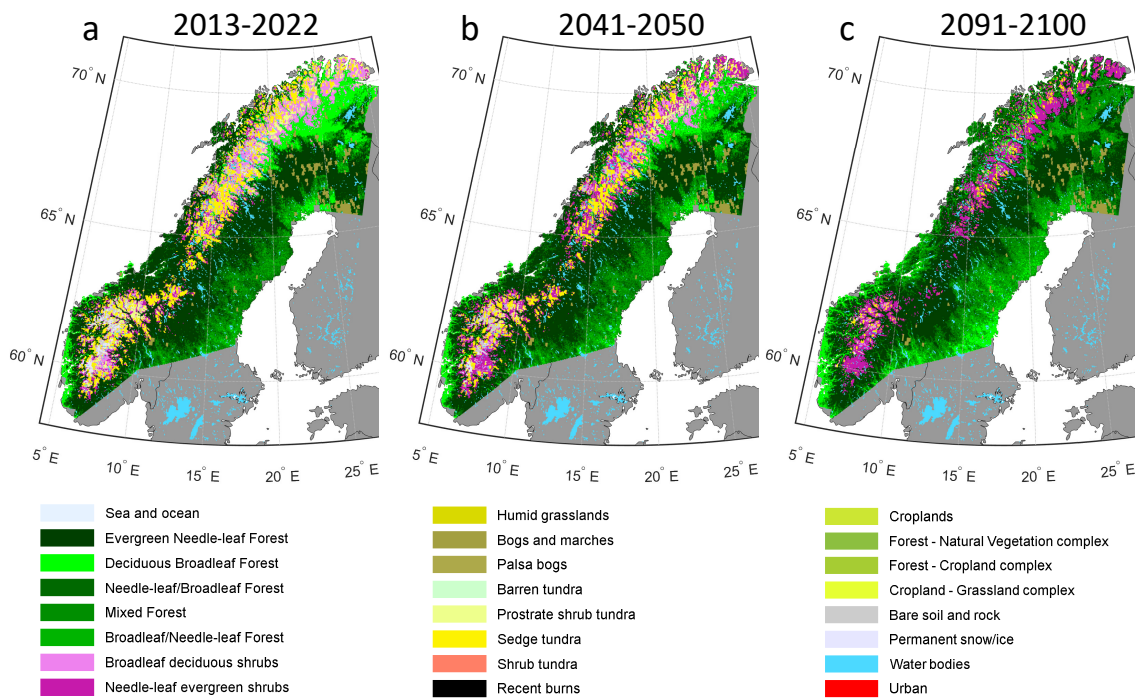 a 2013-2022 b 2041-2050 c 2091-2100
70° N 70° N 70° N
65° N 65° N 65° N
60° N 60° N 60° N
5° E 10° E 15° E 20° E 25° E 5° E 10° E 15° E 20° E 25° E 5° E 10° E 15° E 20° E 25° E
Sea and ocean
Evergreen Needle-leaf Forest
Deciduous Broadleaf Forest
Needle-leaf/Broadleaf Forest
Mixed Forest
Broadleaf/Needle-leaf Forest
Broadleaf deciduous shrubs
Needle-leaf evergreen shrubs
Humid grasslands
Bogs and marches
Palsa bogs
Barren tundra
Prostrate shrub tundra
Sedge tundra
Shrub tundra
Recent burns
Croplands
Forest - Natural Vegetation complex
Forest - Cropland complex
Cropland - Grassland complex
Bare soil and rock
Permanent snow/ice
Water bodies
Urban